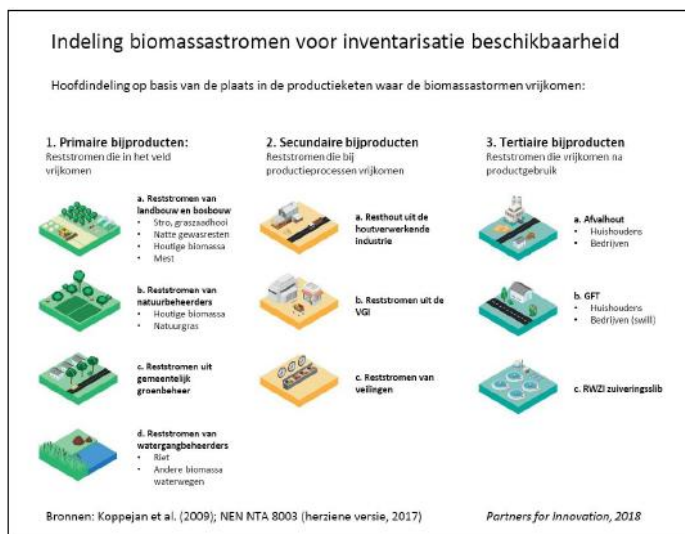 Indeling biomassastromen voor inventarisatie beschikbaarheid
Hoofdindeling op basis van de plaats in de productieketen waar de biomassastormen vrijkomen:
1. Primaire bijproducten:
Reststromen die in het veld
vrijkomen
a. Reststromen van
landbouw en bosbouw
• Stro, graszaadhooi
• Natte gewasresten
• Houtige biomassa
• Mest
b. Reststromen van
natuurbeheerders
• Houtige biomassa
• Natuurgras
c. Reststromen uit
gemeentelijk
groenbeheer
d. Reststromen van
watergangbeheerders
• Riet
• Andere biomassa
waterwegen
2. Secundaire bijproducten
Reststromen die bij
productieprocessen vrijkomen
a. Resthout uit de
houtverwerkende
industrie
b. Reststromen uit de
VGI
c. Reststromen van
veilingen
3. Tertiaire bijproducten
Reststromen die vrijkomen na
productgebruik
a. Afvalhout
• Huishoudens
• Bedrijven
b. GFT
• Huishoudens
• Bedrijven (swill)
c. RWZI zuiveringsslib
Bronnen: Koppejan et al. (2009); NEN NTA 8003 (herziene versie, 2017)
Partners for Innovation, 2018